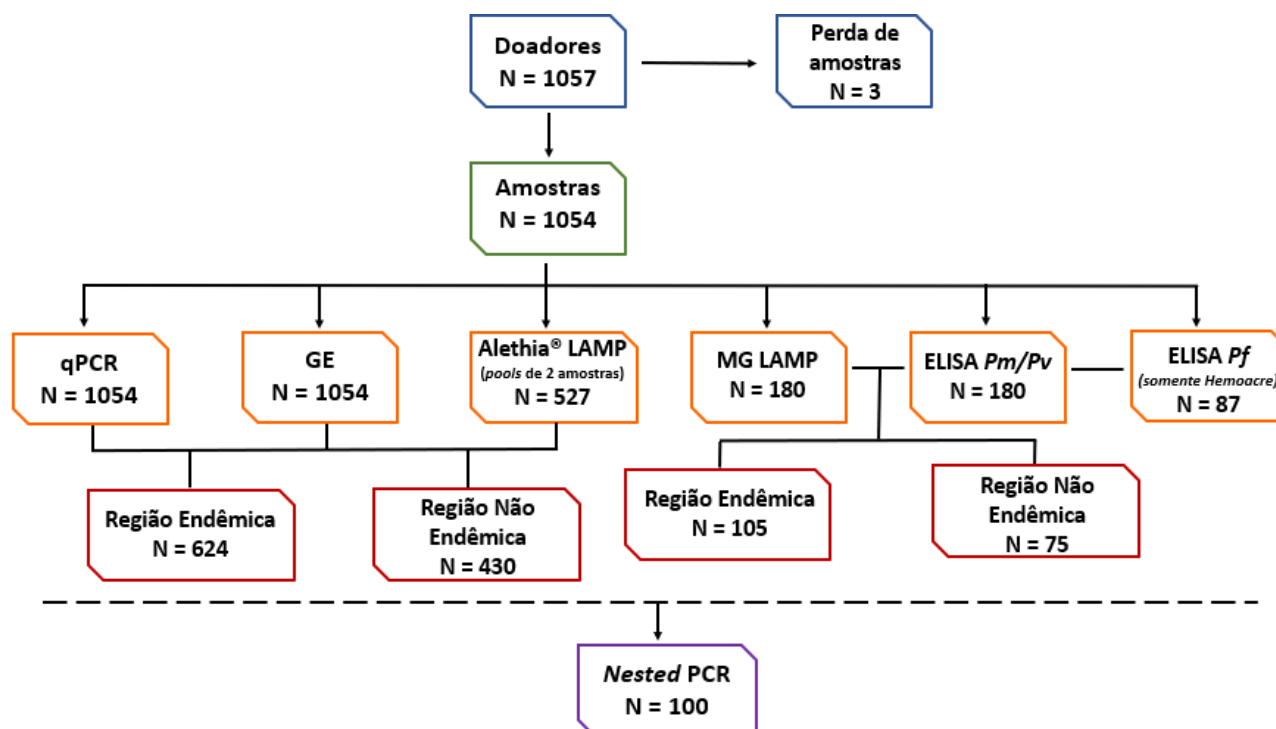 Doadores
N = 1057
Perda de
amostras
N = 3
Amostras
N = 1054
qPCR
N = 1054
GE
N = 1054
Alethia® LAMP
(pools de 2 amostras)
N = 527
MG LAMP
N = 180
ELISA Pm/Pv
N = 180
ELISA Pf
(somente Hemoacre)
N = 87
Região Endêmica
N = 624
Região Não
Endêmica
N = 430
Região Endêmica
N = 105
Região Não
Endêmica
N = 75
Nested PCR
N = 100